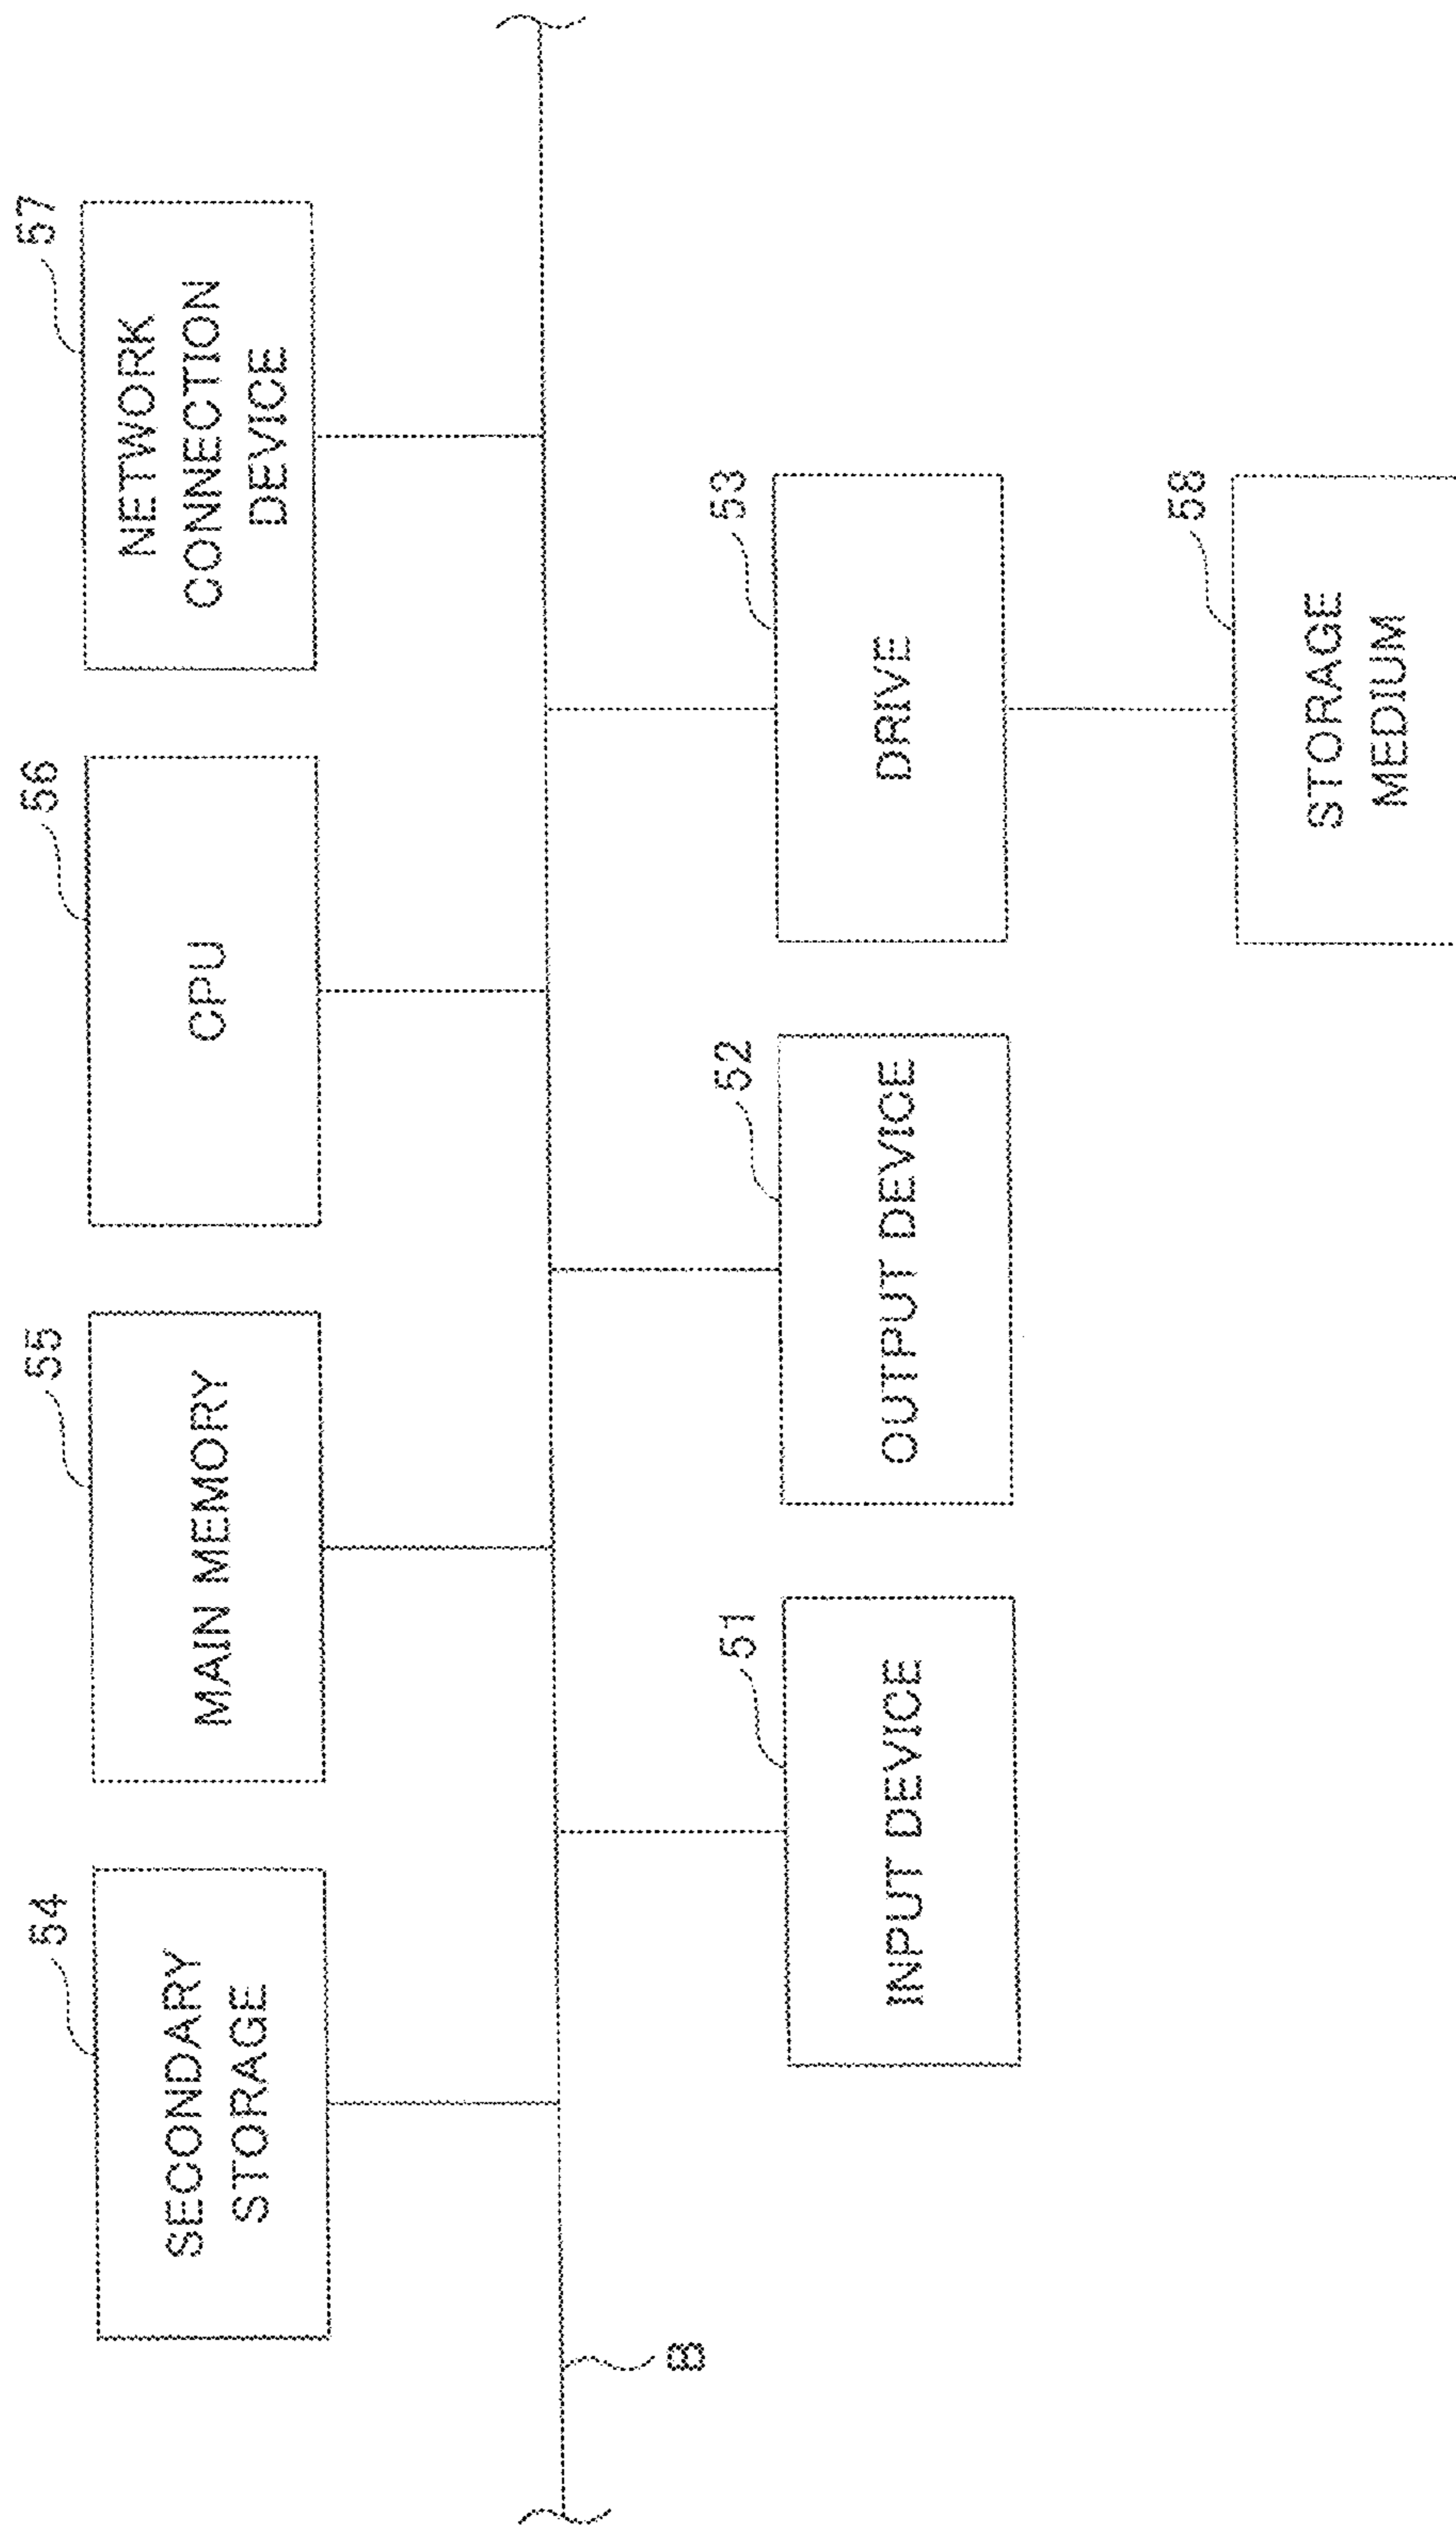 54
55
56
57
SECONDARY
STORAGE
MAIN MEMORY
CPU
NETWORK
CONNECTION
DEVICE
B
51
52
53
INPUT DEVICE
OUTPUT DEVICE
DRIVE
58
STORAGE
MEDIUM